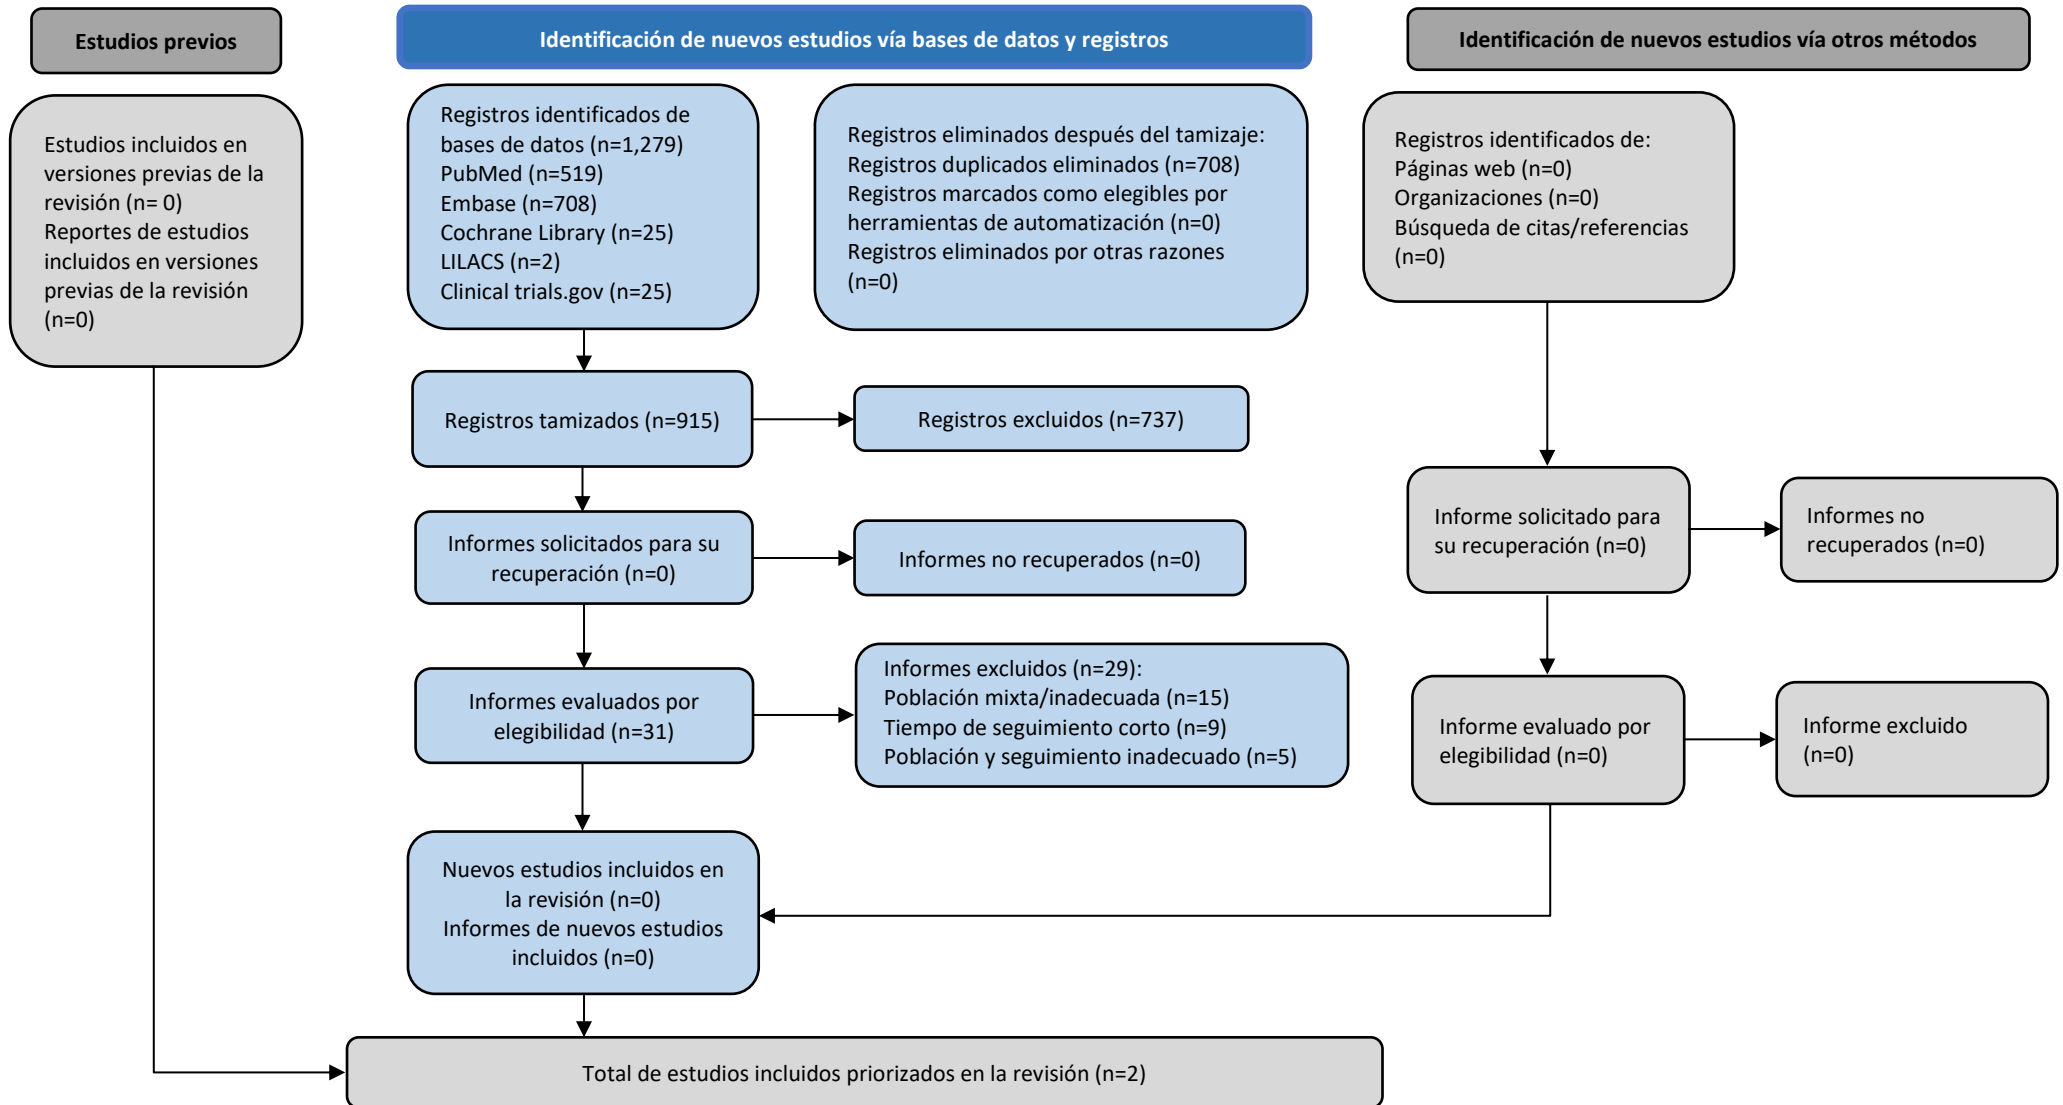 Estudios previos
Identificación de nuevos estudios vía bases de datos y registros
Identificación de nuevos estudios vía otros métodos
Estudios incluidos en
versiones previas de la
revisión (n= 0)
Reportes de estudios
incluidos en versiones
previas de la revisión
(n=0)
Registros identificados de
bases de datos (n=1,279)
PubMed (n=519)
Embase (n=708)
Cochrane Library (n=25)
LILACS (n=2)
Clinical trials.gov (n=25)
Registros eliminados después del tamizaje:
Registros duplicados eliminados (n=708)
Registros marcados como elegibles por
herramientas de automatización (n=0)
Registros eliminados por otras razones
(n=0)
Registros identificados de:
Páginas web (n=0)
Organizaciones (n=0)
Búsqueda de citas/referencias
(n=0)
Registros tamizados (n=915)
Registros excluidos (n=737)
Informes solicitados para su
recuperación (n=0)
Informes no recuperados (n=0)
Informe solicitado para
su recuperación (n=0)
Informes no
recuperados (n=0)
Informes evaluados por
elegibilidad (n=31)
Informes excluidos (n=29):
Población mixta/inadecuada (n=15)
Tiempo de seguimiento corto (n=9)
Población y seguimiento inadecuado (n=5)
Informe evaluado por
elegibilidad (n=0)
Informe excluido
(n=0)
Nuevos estudios incluidos en
la revisión (n=0)
Informes de nuevos estudios
incluidos (n=0)
Total de estudios incluidos priorizados en la revisión (n=2)